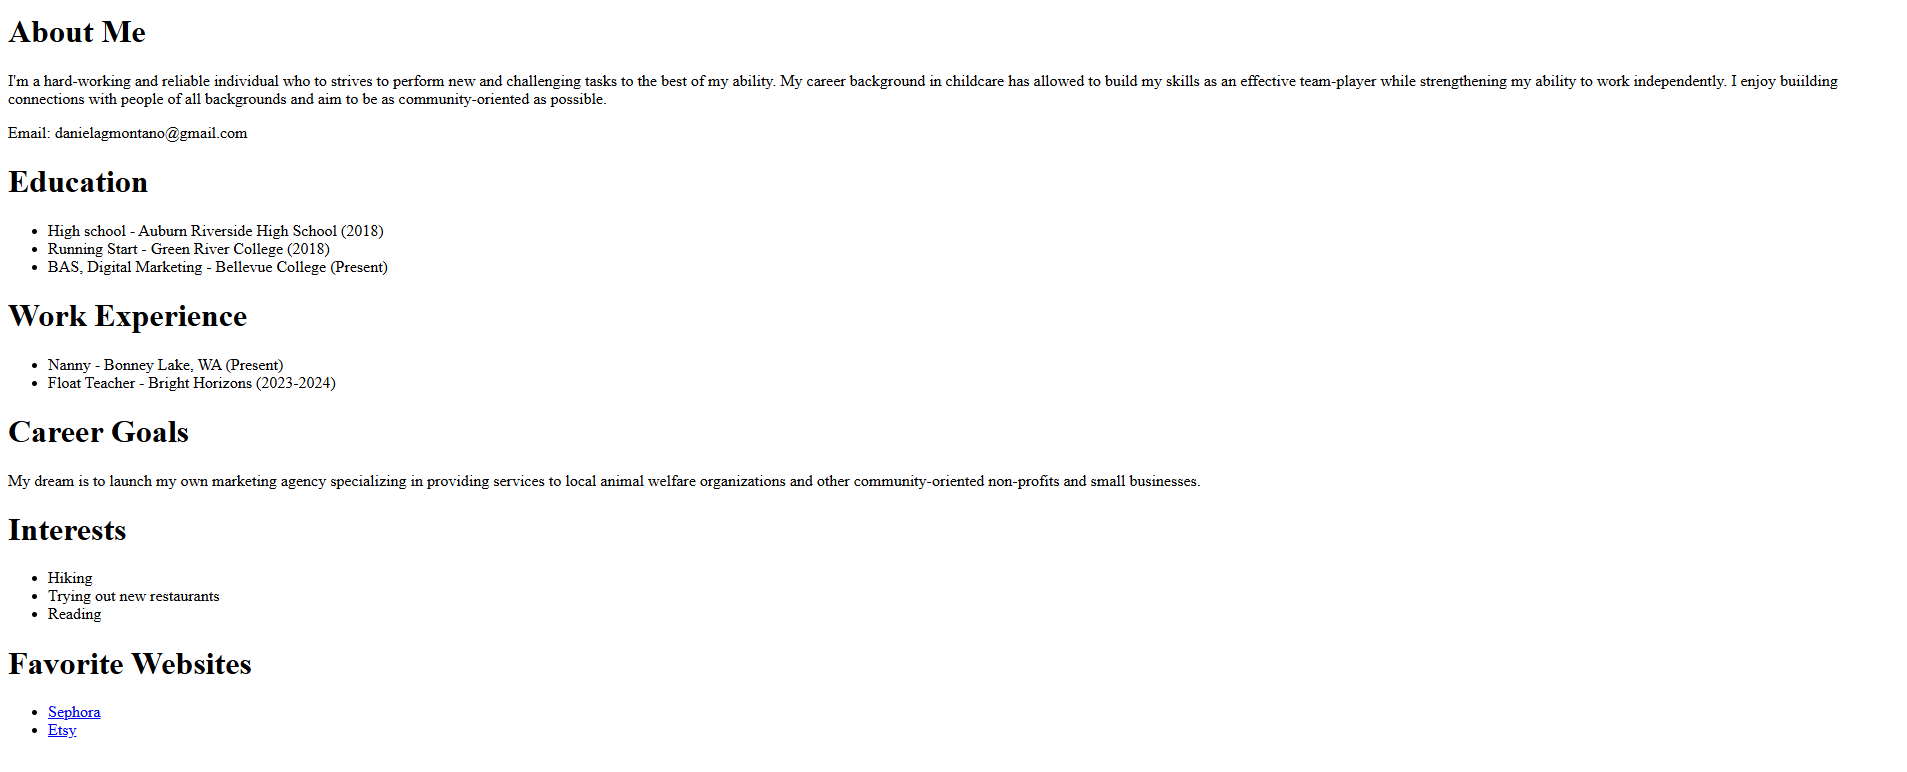 About Me
I'm a hard-working and reliable individual who to strives to perform new and challenging tasks to the best of my ability. My career background in childcare has allowed to build my skills as an effective team-player while strengthening my ability to work independently. I enjoy buiilding
connections with people of all backgrounds and aim to be as community-oriented as possible.
Email: danielagmontano@gmail.com
Education
• High school - Auburn Riverside High School (2018)
• Running Start - Green River College (2018)
• BAS, Digital Marketing - Bellevue College (Present)
Work Experience
• Nanny - Bonney Lake, WA (Present)
• Float Teacher - Bright Horizons (2023-2024)
Career Goals
My dream is to launch my own marketing agency specializing in providing services to local animal welfare organizations and other community-oriented non-profits and small businesses.
Interests
• Hiking
• Trying out new restaurants
• Reading
Favorite Websites
• Sephora
• Etsy